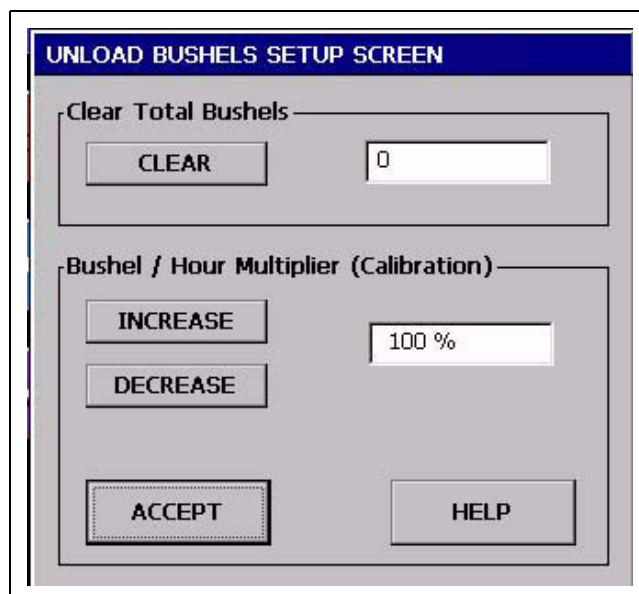 UNLOAD BUSHELS SETUP SCREEN
Clear Total Bushels
CLEAR
0
Bushel / Hour Multiplier (Calibration)
INCREASE
100 %
DECREASE
ACCEPT
HELP